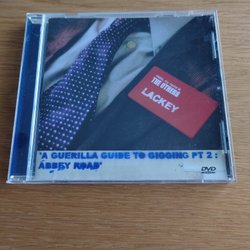 THE OTHERS
LACKEY
'A GUERILLA GUIDE TO GIGGING PT 2 :
ABBEY ROAD'
DVD